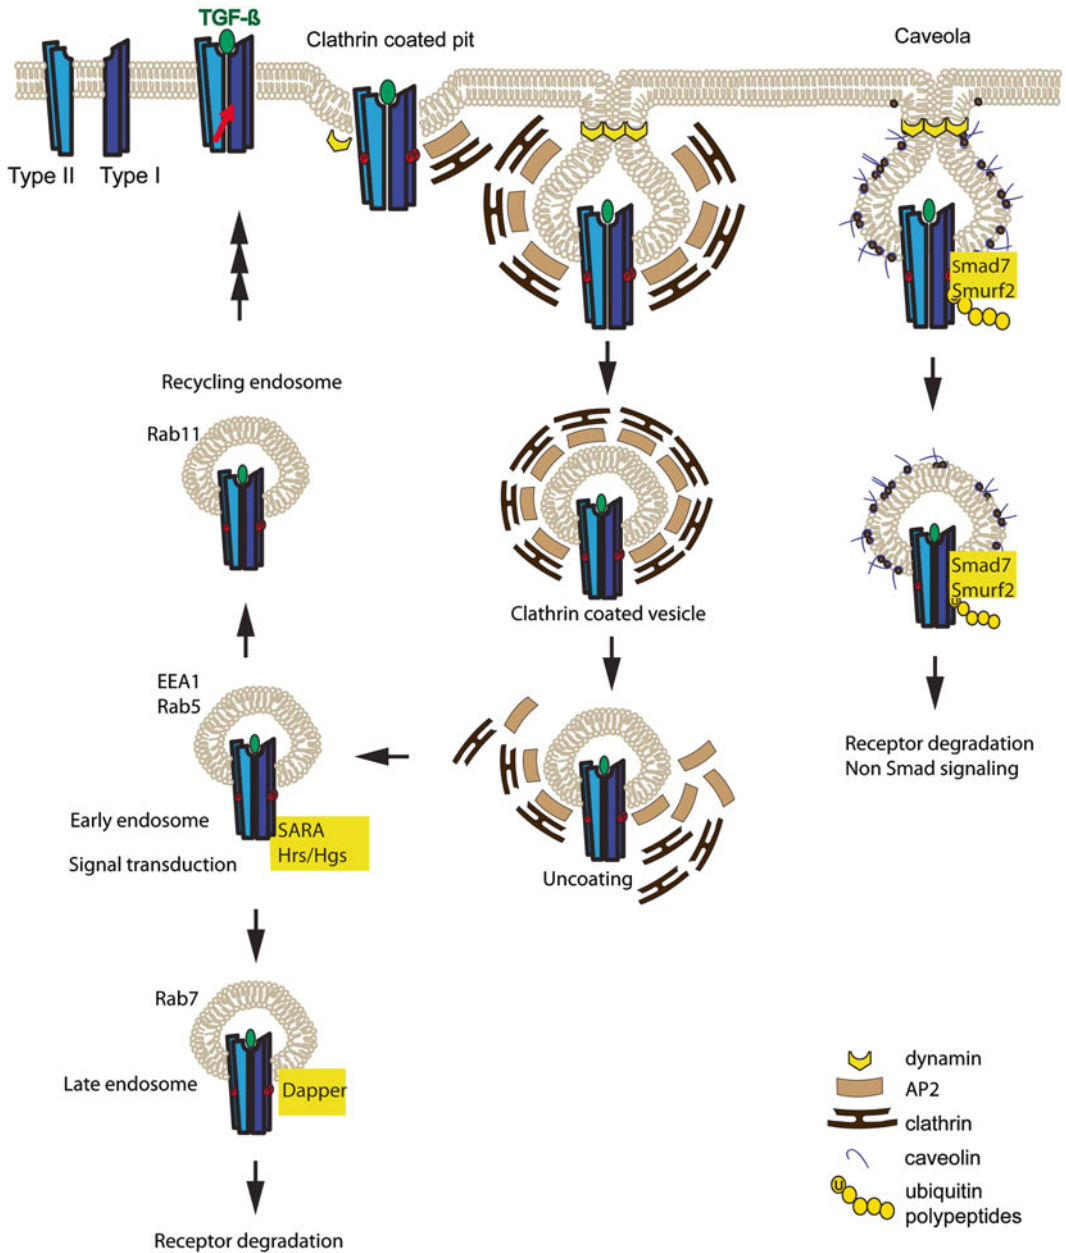 TGF-ß
Clathrin coated pit
Caveola
Type II
Type I
Smad7
Smurf2
Recycling endosome
Rab11
Clathrin coated vesicle
Smad7
Smurf2
U
EEA1
Rab5
Early endosome
SARA
Hrs/Hgs
Signal transduction
Uncoating
Receptor degradation
Non Smad signaling
Rab7
Late endosome
Dapper
Receptor degradation
dynamin
AP2
clathrin
caveolin
U
ubiquitin
polypeptides